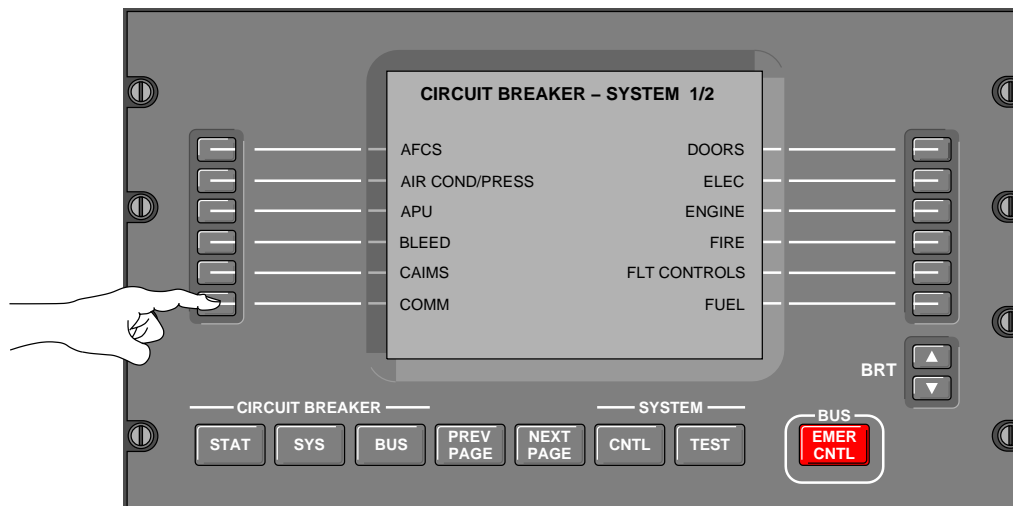 CIRCUIT BREAKER – SYSTEM 1/2
AFCS DOORS
AIR COND/PRESS ELEC
APU ENGINE
BLEED FIRE
CAIMS FLT CONTROLS
COMM FUEL
BRT
CIRCUIT BREAKER SYSTEM BUS
STAT SYS BUS PREV PAGE NEXT PAGE CNTL TEST EMER CNTL